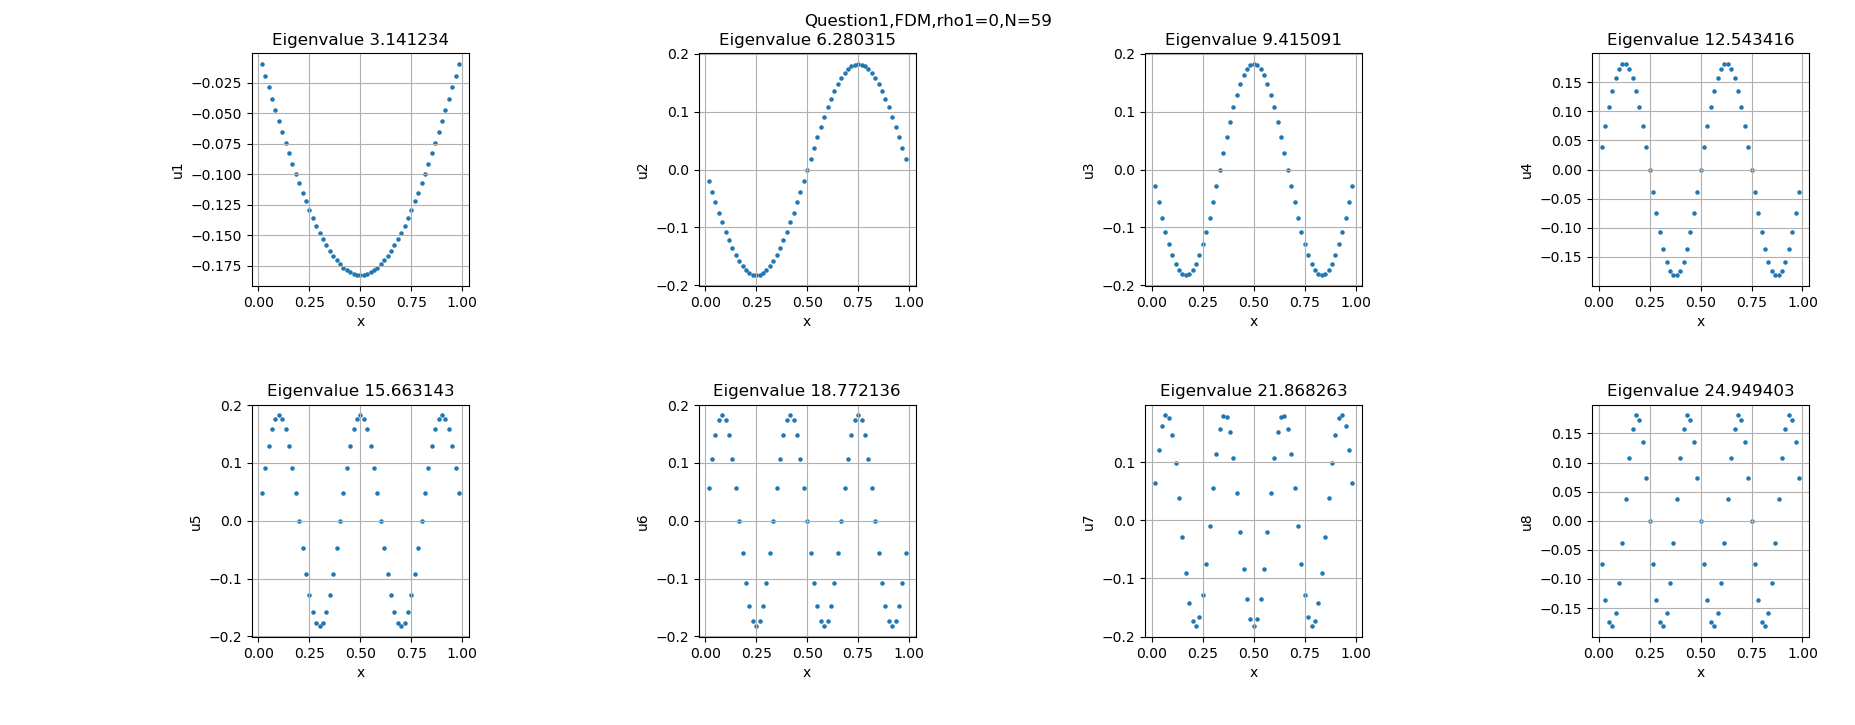 Question1,FDM,rho1=0,N=59
Eigenvalue 3.141234
−0.025
−0.050
−0.075
−0.100
−0.125
−0.150
−0.175
u1
0.00 0.25 0.50 0.75 1.00
x
Eigenvalue 6.280315
0.2
0.1
0.0
−0.1
−0.2
u2
0.00 0.25 0.50 0.75 1.00
x
Eigenvalue 9.415091
0.2
0.1
0.0
−0.1
−0.2
u3
0.00 0.25 0.50 0.75 1.00
x
Eigenvalue 12.543416
0.15
0.10
0.05
0.00
−0.05
−0.10
−0.15
u4
0.00 0.25 0.50 0.75 1.00
x
Eigenvalue 15.663143
0.2
0.1
0.0
−0.1
−0.2
u5
0.00 0.25 0.50 0.75 1.00
x
Eigenvalue 18.772136
0.2
0.1
0.0
−0.1
−0.2
u6
0.00 0.25 0.50 0.75 1.00
x
Eigenvalue 21.868263
0.1
0.0
−0.1
−0.2
u7
0.00 0.25 0.50 0.75 1.00
x
Eigenvalue 24.949403
0.15
0.10
0.05
0.00
−0.05
−0.10
−0.15
u8
0.00 0.25 0.50 0.75 1.00
x